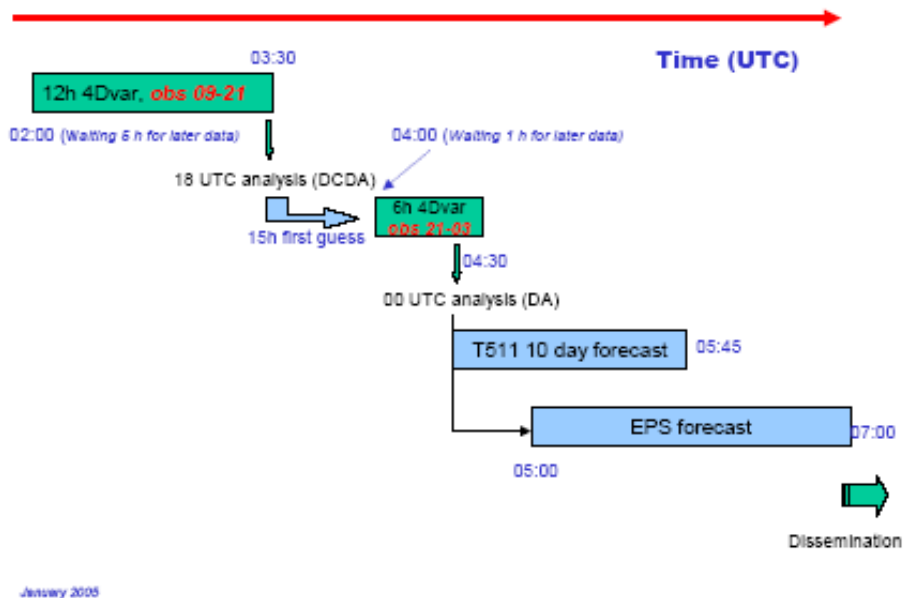 03:30
Time (UTC)
12h 4Dvar, obs 09-21
02:00 (Waiting 5 h for later data)
04:00 (Waiting 1 h for later data)
18 UTC analysis (DCDA)
6h 4Dvar
obs 21-03
15h first guess
04:30
00 UTC analysis (DA)
T511 10 day forecast
05:45
EPS forecast
07:00
05:00
Dissemination
January 2005